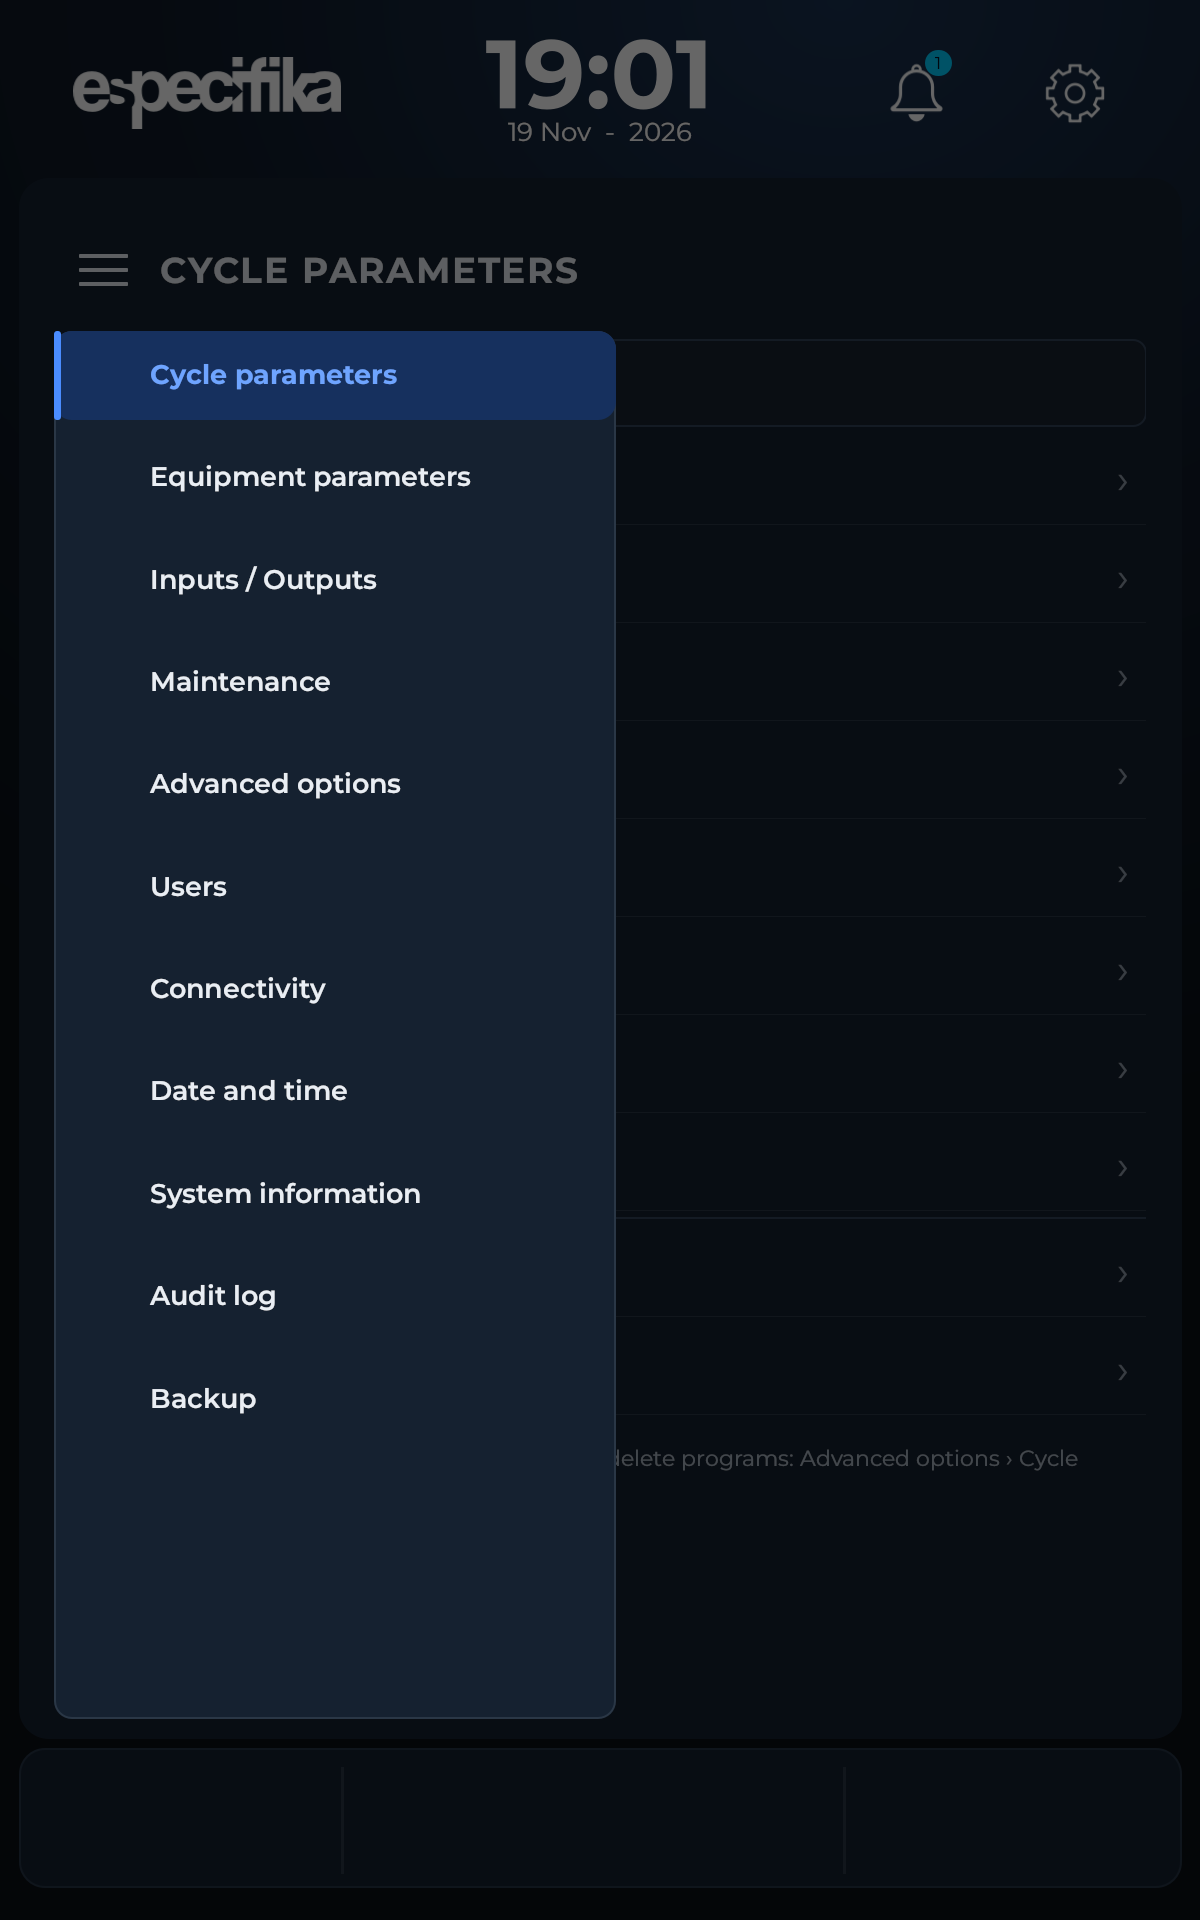 especifika
19:01
19 Nov - 2026
1
CYCLE PARAMETERS
Cycle parameters
Equipment parameters
Inputs / Outputs
Maintenance
Advanced options
Users
Connectivity
Date and time
System information
Audit log
Backup
delete programs: Advanced options › Cycle